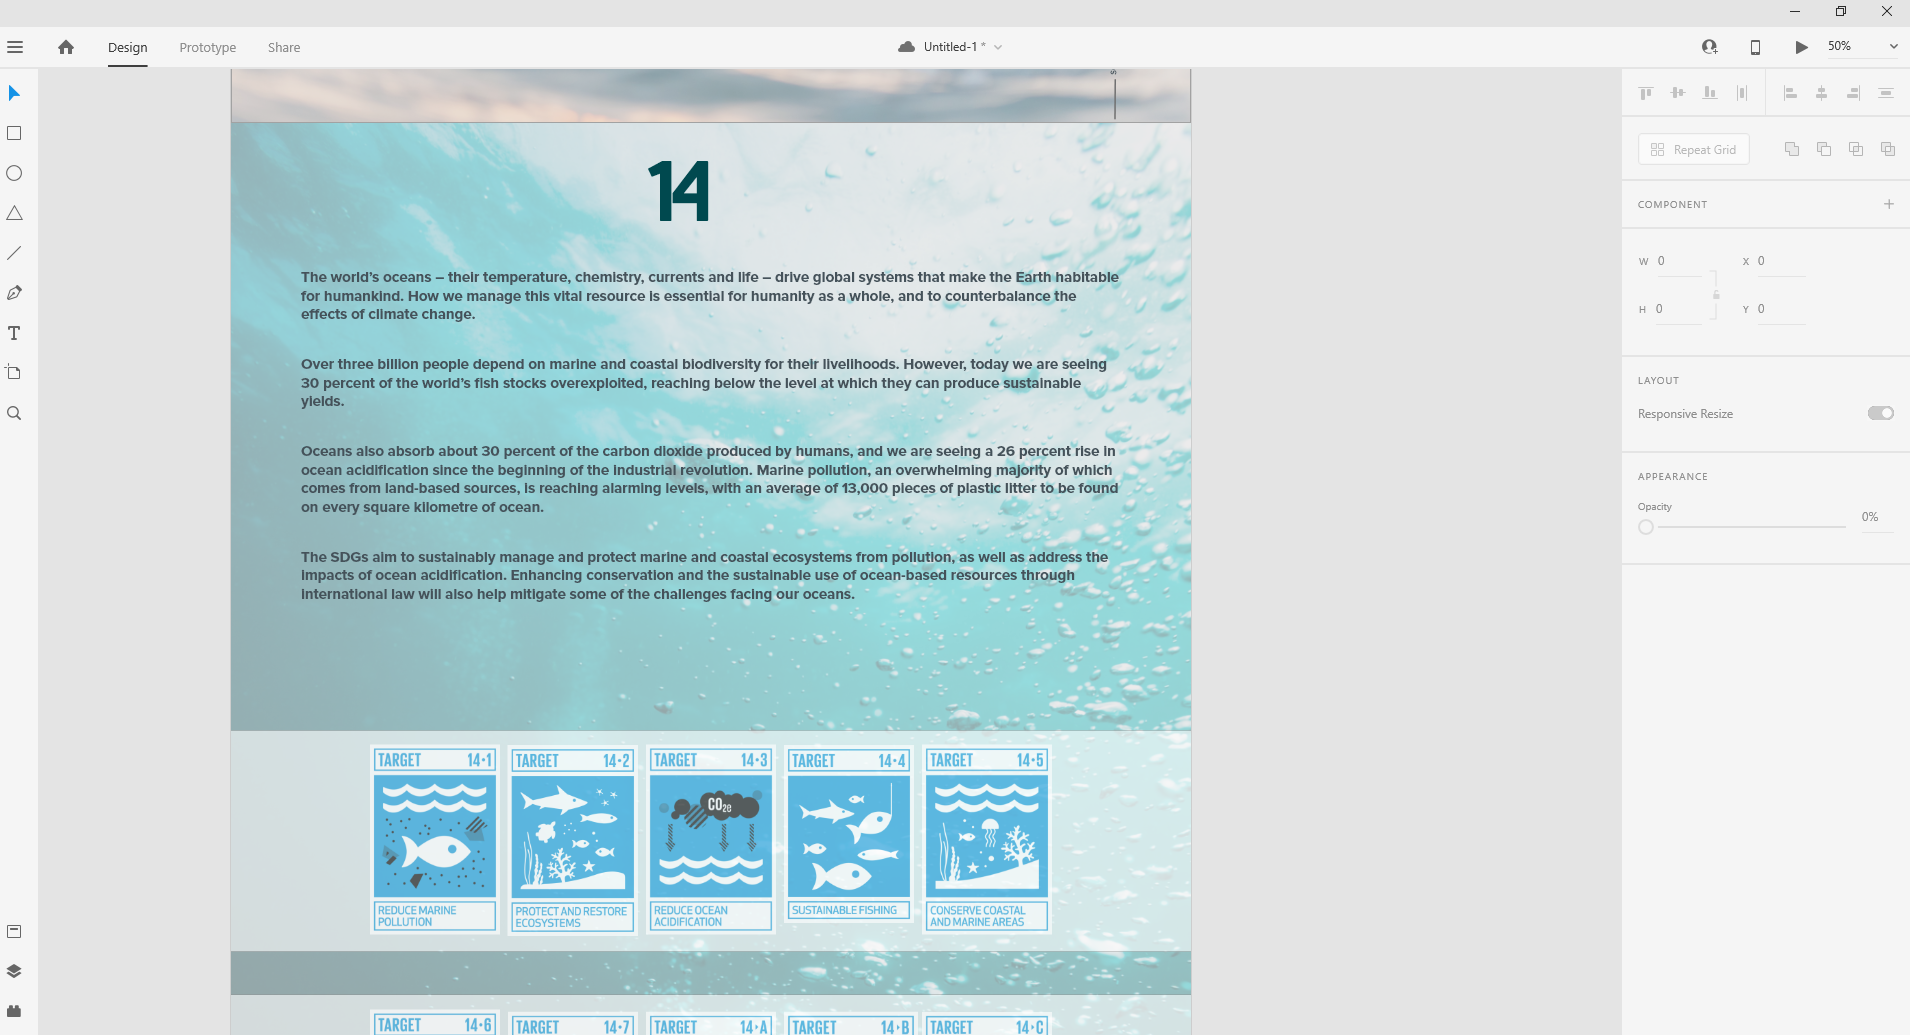 Design
Prototype
Share
Untitled-1 *
50%
14
The world's oceans – their temperature, chemistry, currents and life – drive global systems that make the Earth habitable
for humankind. How we manage this vital resource is essential for humanity as a whole, and to counterbalance the
effects of climate change.
Over three billion people depend on marine and coastal biodiversity for their livelihoods. However, today we are seeing
30 percent of the world's fish stocks overexploited, reaching below the level at which they can produce sustainable
yields.
Oceans also absorb about 30 percent of the carbon dioxide produced by humans, and we are seeing a 26 percent rise in
ocean acidification since the beginning of the industrial revolution. Marine pollution, an overwhelming majority of which
comes from land-based sources, is reaching alarming levels, with an average of 13,000 pieces of plastic litter to be found
on every square kilometre of ocean.
The SDGs aim to sustainably manage and protect marine and coastal ecosystems from pollution, as well as address the
impacts of ocean acidification. Enhancing conservation and the sustainable use of ocean-based resources through
international law will also help mitigate some of the challenges facing our oceans.
TARGET 14·1
REDUCE MARINE
POLLUTION
TARGET 14·2
PROTECT AND RESTORE
ECOSYSTEMS
TARGET 14·3
CO2e
REDUCE OCEAN
ACIDIFICATION
TARGET 14·4
SUSTAINABLE FISHING
TARGET 14·5
CONSERVE COASTAL
AND MARINE AREAS
TARGET 14·6
TARGET 14·7
TARGET 14·A
TARGET 14·B
TARGET 14·C
Repeat Grid
COMPONENT
W 0
X 0
H 0
Y 0
LAYOUT
Responsive Resize
APPEARANCE
Opacity
0%